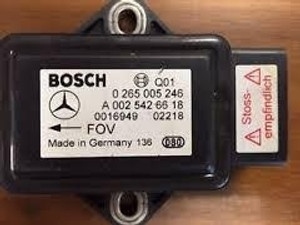 BOSCH Q01
0 265 005 246
A 002 542 66 18
0016949 02218
FOV
Made in Germany 136
Stoss-
empfindlich